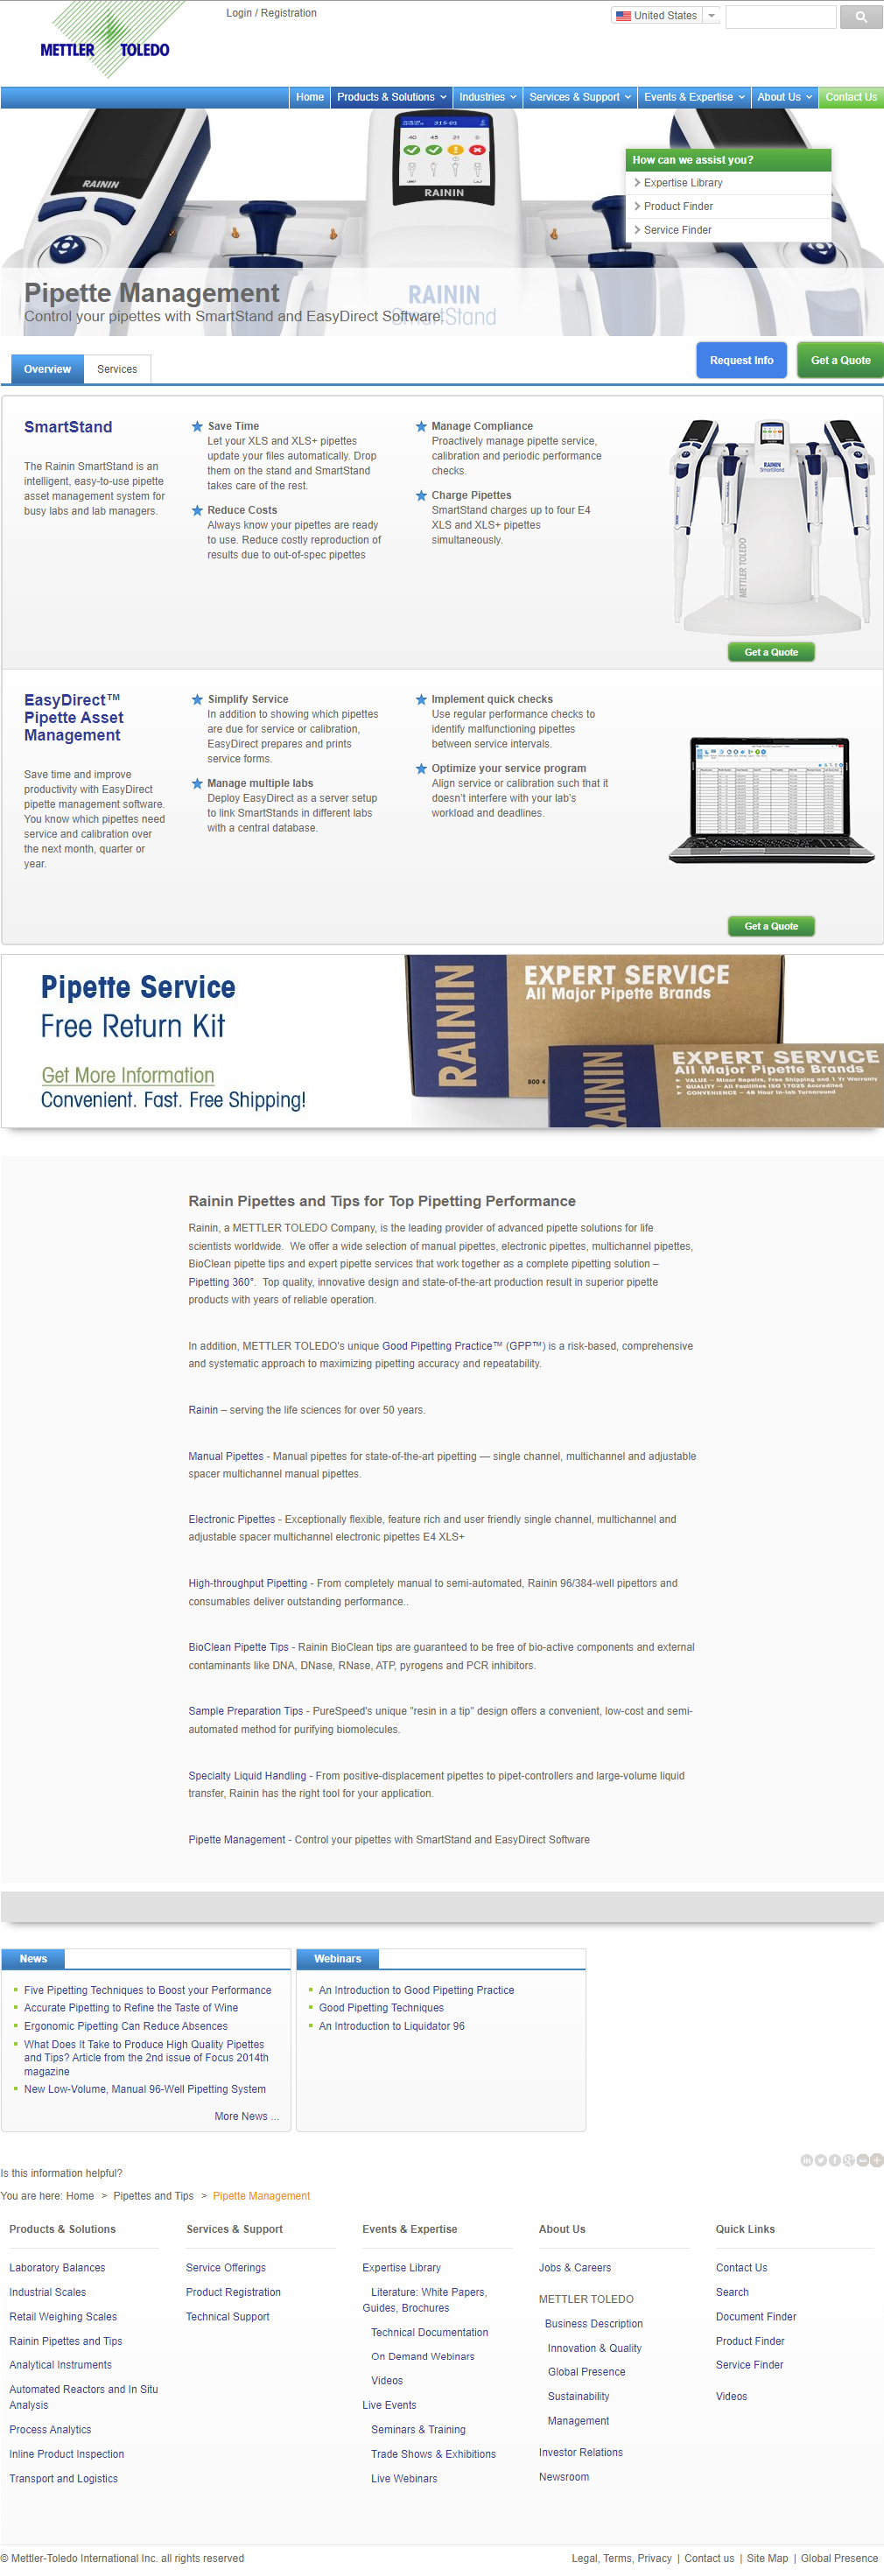 Login / Registration
United States
METTLER TOLEDO
Home
Products & Solutions
Industries
Services & Support
Events & Expertise
About Us
Contact Us
315-01
40 45 21 3
RAININ
RAININ
How can we assist you?
Expertise Library
Product Finder
Service Finder
RAININ
SmartStand
Pipette Management
Control your pipettes with SmartStand and EasyDirect Software.
Overview
Services
Request Info
Get a Quote
SmartStand
The Rainin SmartStand is an
intelligent, easy-to-use pipette
asset management system for
busy labs and lab managers.
Save Time
Let your XLS and XLS+ pipettes
update your files automatically. Drop
them on the stand and SmartStand
takes care of the rest.
Reduce Costs
Always know your pipettes are ready
to use. Reduce costly reproduction of
results due to out-of-spec pipettes
Manage Compliance
Proactively manage pipette service,
calibration and periodic performance
checks.
Charge Pipettes
SmartStand charges up to four E4
XLS and XLS+ pipettes
simultaneously.
RAININ
SmartStand
METTLER TOLEDO
Get a Quote
EasyDirect™
Pipette Asset
Management
Save time and improve
productivity with EasyDirect
pipette management software.
You know which pipettes need
service and calibration over
the next month, quarter or
year.
Simplify Service
In addition to showing which pipettes
are due for service or calibration,
EasyDirect prepares and prints
service forms.
Manage multiple labs
Deploy EasyDirect as a server setup
to link SmartStands in different labs
with a central database.
Implement quick checks
Use regular performance checks to
identify malfunctioning pipettes
between service intervals.
Optimize your service program
Align service or calibration such that it
doesn't interfere with your lab's
workload and deadlines.
Get a Quote
Pipette Service
Free Return Kit
Get More Information
Convenient. Fast. Free Shipping!
RAININ
EXPERT SERVICE
All Major Pipette Brands
800 4
RAININ
EXPERT SERVICE
All Major Pipette Brands
VALUE – Minor Repairs, Free Shipping and 1 Yr Warranty
QUALITY – All Facilities ISO 17025 Accredited
CONVENIENCE – 48 Hour In-lab Turnaround
Rainin Pipettes and Tips for Top Pipetting Performance
Rainin, a METTLER TOLEDO Company, is the leading provider of advanced pipette solutions for life
scientists worldwide. We offer a wide selection of manual pipettes, electronic pipettes, multichannel pipettes,
BioClean pipette tips and expert pipette services that work together as a complete pipetting solution –
Pipetting 360°. Top quality, innovative design and state-of-the-art production result in superior pipette
products with years of reliable operation.
In addition, METTLER TOLEDO's unique Good Pipetting Practice™ (GPP™) is a risk-based, comprehensive
and systematic approach to maximizing pipetting accuracy and repeatability.
Rainin – serving the life sciences for over 50 years.
Manual Pipettes - Manual pipettes for state-of-the-art pipetting — single channel, multichannel and adjustable
spacer multichannel manual pipettes.
Electronic Pipettes - Exceptionally flexible, feature rich and user friendly single channel, multichannel and
adjustable spacer multichannel electronic pipettes E4 XLS+
High-throughput Pipetting - From completely manual to semi-automated, Rainin 96/384-well pipettors and
consumables deliver outstanding performance..
BioClean Pipette Tips - Rainin BioClean tips are guaranteed to be free of bio-active components and external
contaminants like DNA, DNase, RNase, ATP, pyrogens and PCR inhibitors.
Sample Preparation Tips - PureSpeed's unique "resin in a tip" design offers a convenient, low-cost and semi-
automated method for purifying biomolecules.
Specialty Liquid Handling - From positive-displacement pipettes to pipet-controllers and large-volume liquid
transfer, Rainin has the right tool for your application.
Pipette Management - Control your pipettes with SmartStand and EasyDirect Software
News
Five Pipetting Techniques to Boost your Performance
Accurate Pipetting to Refine the Taste of Wine
Ergonomic Pipetting Can Reduce Absences
What Does It Take to Produce High Quality Pipettes
and Tips? Article from the 2nd issue of Focus 2014th
magazine
New Low-Volume, Manual 96-Well Pipetting System
More News ...
Webinars
An Introduction to Good Pipetting Practice
Good Pipetting Techniques
An Introduction to Liquidator 96
Is this information helpful?
You are here: Home > Pipettes and Tips > Pipette Management
Products & Solutions
Laboratory Balances
Industrial Scales
Retail Weighing Scales
Rainin Pipettes and Tips
Analytical Instruments
Automated Reactors and In Situ
Analysis
Process Analytics
Inline Product Inspection
Transport and Logistics
Services & Support
Service Offerings
Product Registration
Technical Support
Events & Expertise
Expertise Library
Literature: White Papers,
Guides, Brochures
Technical Documentation
On Demand Webinars
Videos
Live Events
Seminars & Training
Trade Shows & Exhibitions
Live Webinars
About Us
Jobs & Careers
METTLER TOLEDO
Business Description
Innovation & Quality
Global Presence
Sustainability
Management
Investor Relations
Newsroom
Quick Links
Contact Us
Search
Document Finder
Product Finder
Service Finder
Videos
© Mettler-Toledo International Inc. all rights reserved
Legal, Terms, Privacy | Contact us | Site Map | Global Presence